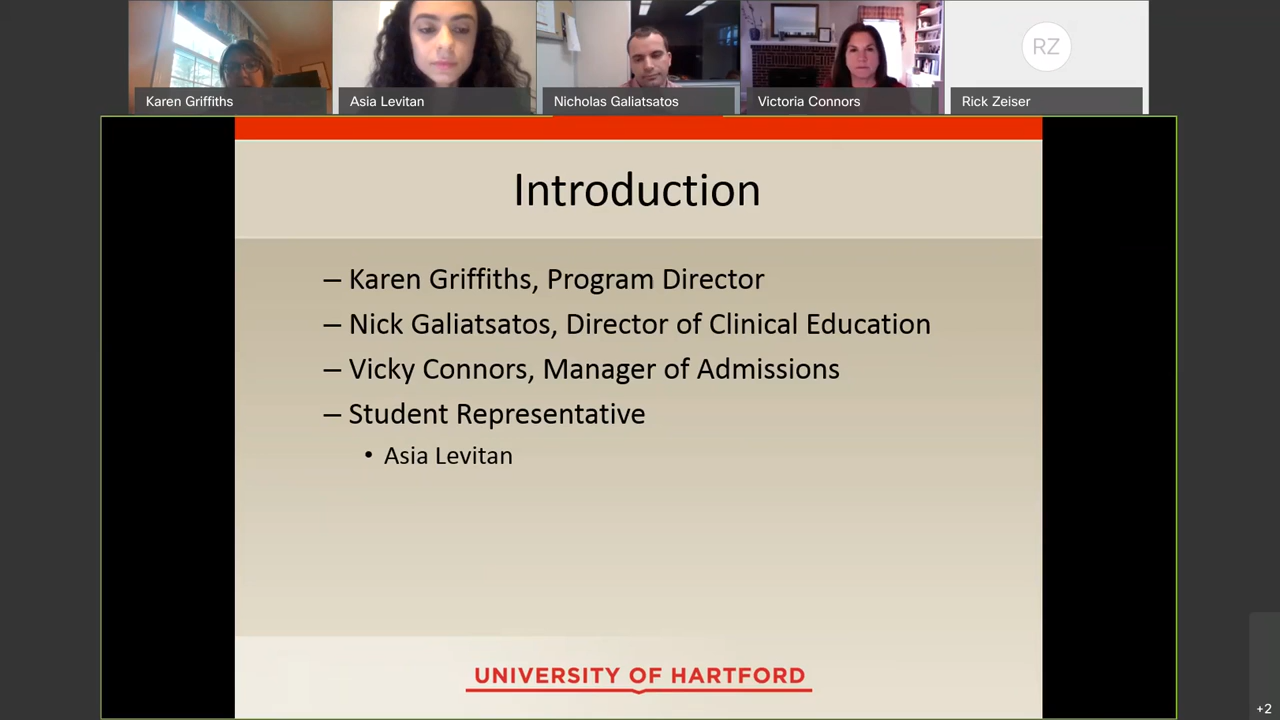 Karen Griffiths
Asia Levitan
Nicholas Galiatsatos
Victoria Connors
RZ
Rick Zeiser
Introduction
– Karen Griffiths, Program Director
– Nick Galiatsatos, Director of Clinical Education
– Vicky Connors, Manager of Admissions
– Student Representative
• Asia Levitan
UNIVERSITY OF HARTFORD
+2